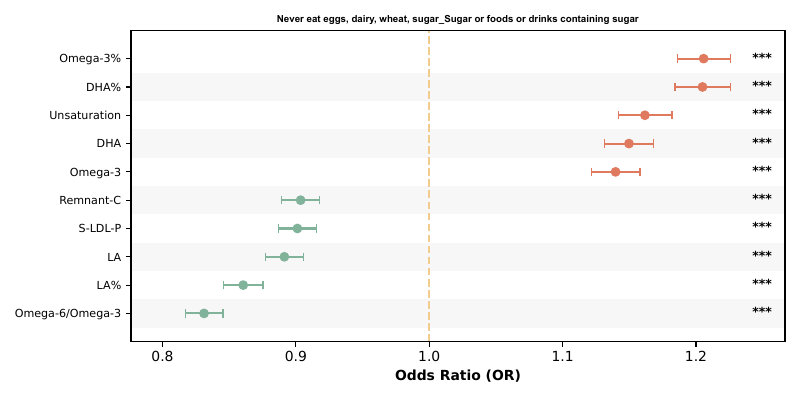 Never eat eggs, dairy, wheat, sugar_Sugar or foods or drinks containing sugar
Omega-3% ***
DHA% ***
Unsaturation ***
DHA ***
Omega-3 ***
Remnant-C ***
S-LDL-P ***
LA ***
LA% ***
Omega-6/Omega-3 ***
0.8 0.9 1.0 1.1 1.2
Odds Ratio (OR)